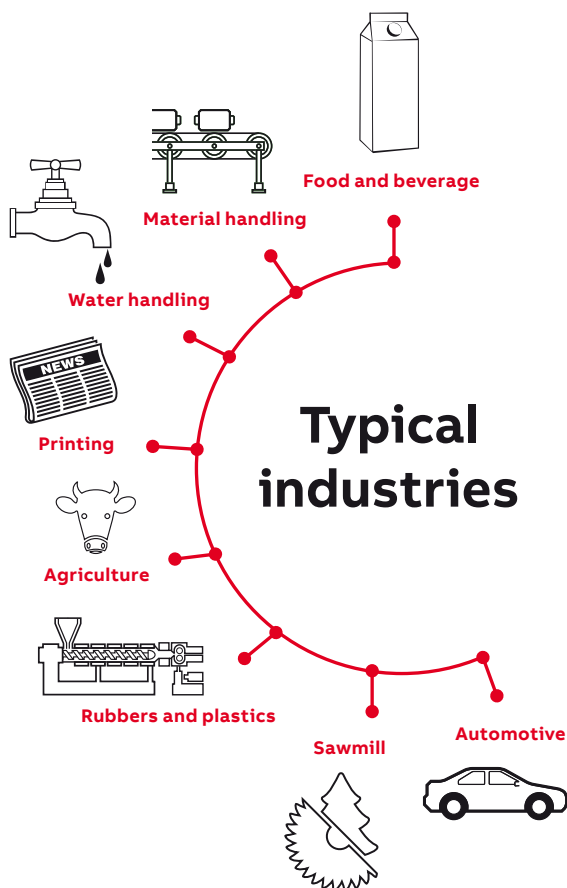 Food and beverage
Material handling
Water handling
NEWS
Printing
Typical
industries
Agriculture
Rubbers and plastics
Sawmill
Automotive